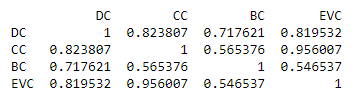 DC CC BC EVC
DC 1 0.823807 0.717621 0.819532
CC 0.823807 1 0.565376 0.956007
BC 0.717621 0.565376 1 0.546537
EVC 0.819532 0.956007 0.546537 1